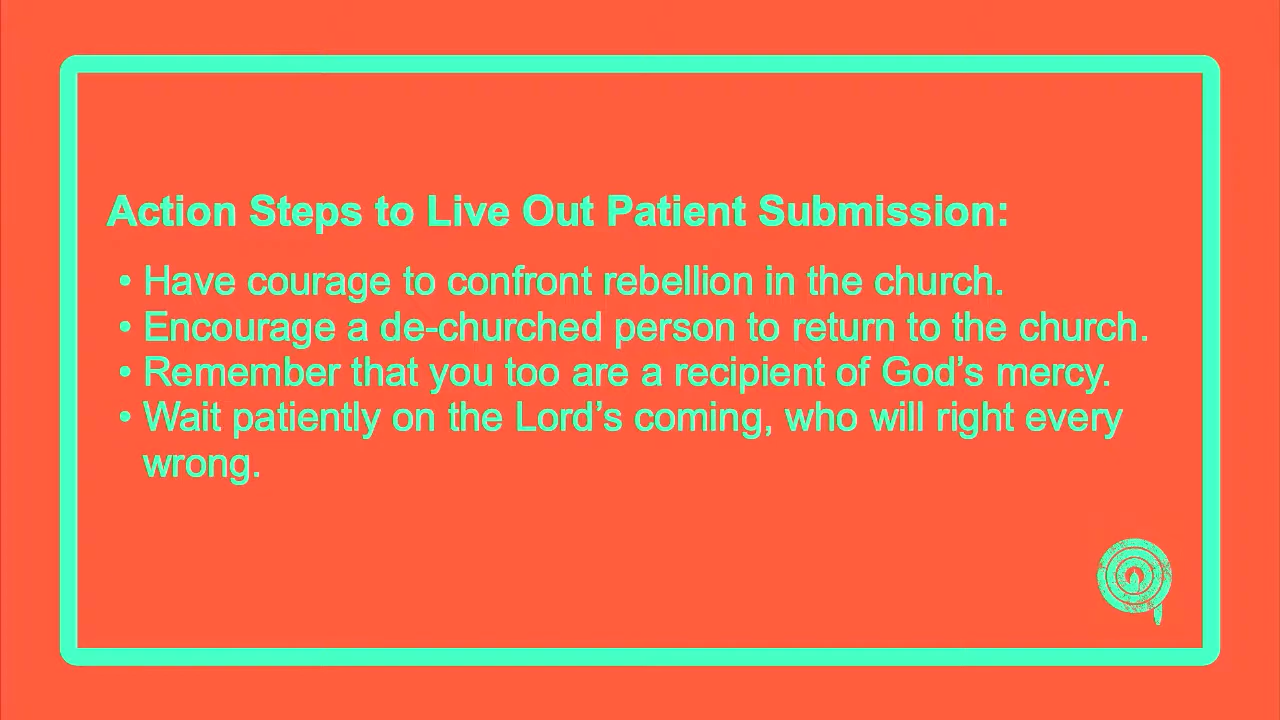 Action Steps to Live Out Patient Submission:
• Have courage to confront rebellion in the church.
• Encourage a de-churched person to return to the church.
• Remember that you too are a recipient of God’s mercy.
• Wait patiently on the Lord’s coming, who will right every
wrong.